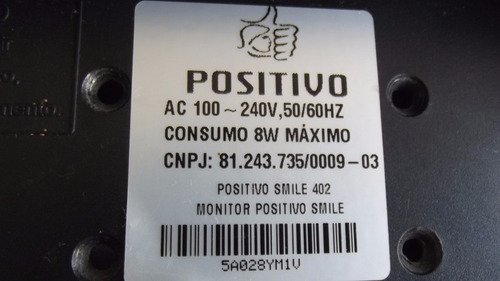 POSITIVO
AC 100 ~ 240V,50/60HZ
CONSUMO 8W MÁXIMO
CNPJ: 81.243.735/0009-03
POSITIVO SMILE 402
MONITOR POSITIVO SMILE
5A028YM1V